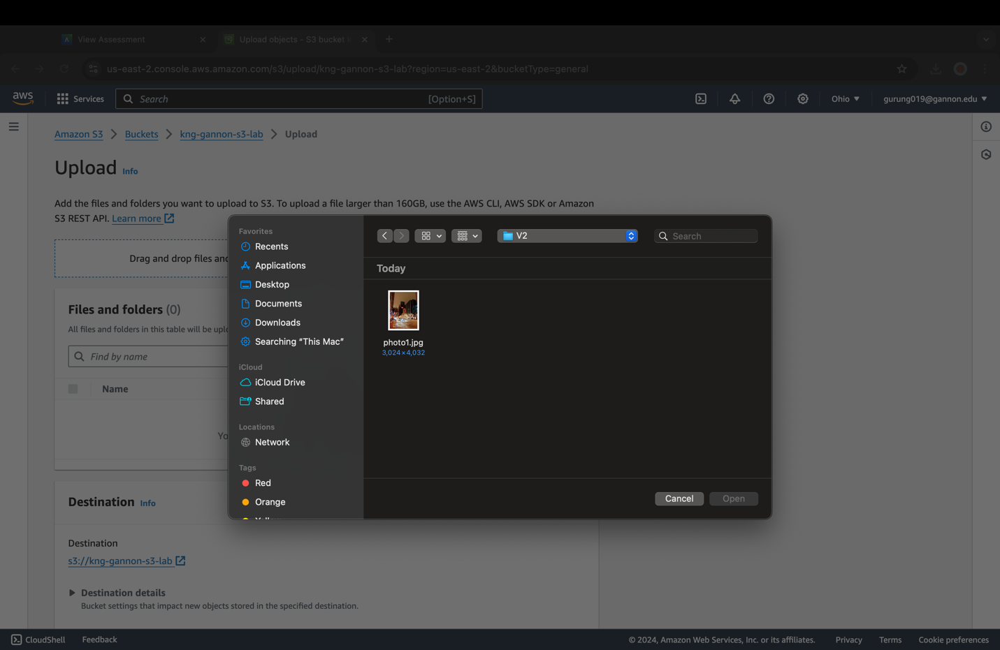 View Assessment
Upload objects - S3 bucket
us-east-2.console.aws.amazon.com/s3/upload/kng-gannon-s3-lab?region=us-east-2&bucketType=general
aws
Services
Search
[Option+S]
Ohio
gurung019@gannon.edu
Amazon S3
Buckets
kng-gannon-s3-lab
Upload
Upload
Info
Add the files and folders you want to upload to S3. To upload a file larger than 160GB, use the AWS CLI, AWS SDK or Amazon
S3 REST API. Learn more
Drag and drop files and
Files and folders (0)
All files and folders in this table will be
Find by name
Name
Favorites
Recents
Applications
Desktop
Documents
Downloads
Searching “This Mac”
iCloud
iCloud Drive
Shared
Locations
Network
Tags
Red
Orange
V2
Search
Today
photo1.jpg
3,024×4,032
Cancel
Open
Destination
Info
Destination
s3://kng-gannon-s3-lab
Destination details
Bucket settings that impact new objects stored in the specified destination.
CloudShell
Feedback
© 2024, Amazon Web Services, Inc. or its affiliates.
Privacy
Terms
Cookie preferences